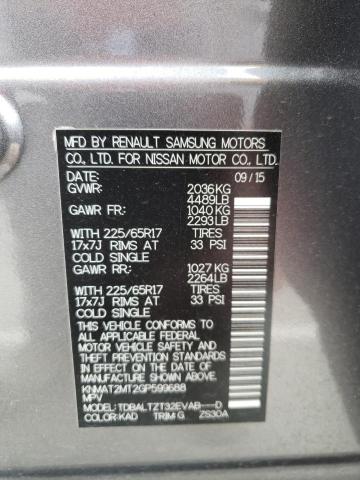 MFD BY RENAULT SAMSUNG MOTORS
CO., LTD. FOR NISSAN MOTOR CO., LTD.
DATE: 09/15
GVWR: 2036KG
4489LB
GAWR FR: 1040KG
2293LB
WITH 225/65R17 TIRES
17x7J RIMS AT 33 PSI
COLD SINGLE
GAWR RR: 1027KG
2264LB
WITH 225/65R17 TIRES
17x7J RIMS AT 33 PSI
COLD SINGLE
THIS VEHICLE CONFORMS TO
ALL APPLICABLE FEDERAL
MOTOR VEHICLE SAFETY, BUMPER,
AND THEFT PREVENTION STANDARDS
IN EFFECT ON THE DATE OF
MANUFACTURE SHOWN ABOVE.
KNMAT2MT2GP599688
MPV
MODEL:TDBALTZT32EVAB---D
COLOR:KAD TRIM:G ZS30A